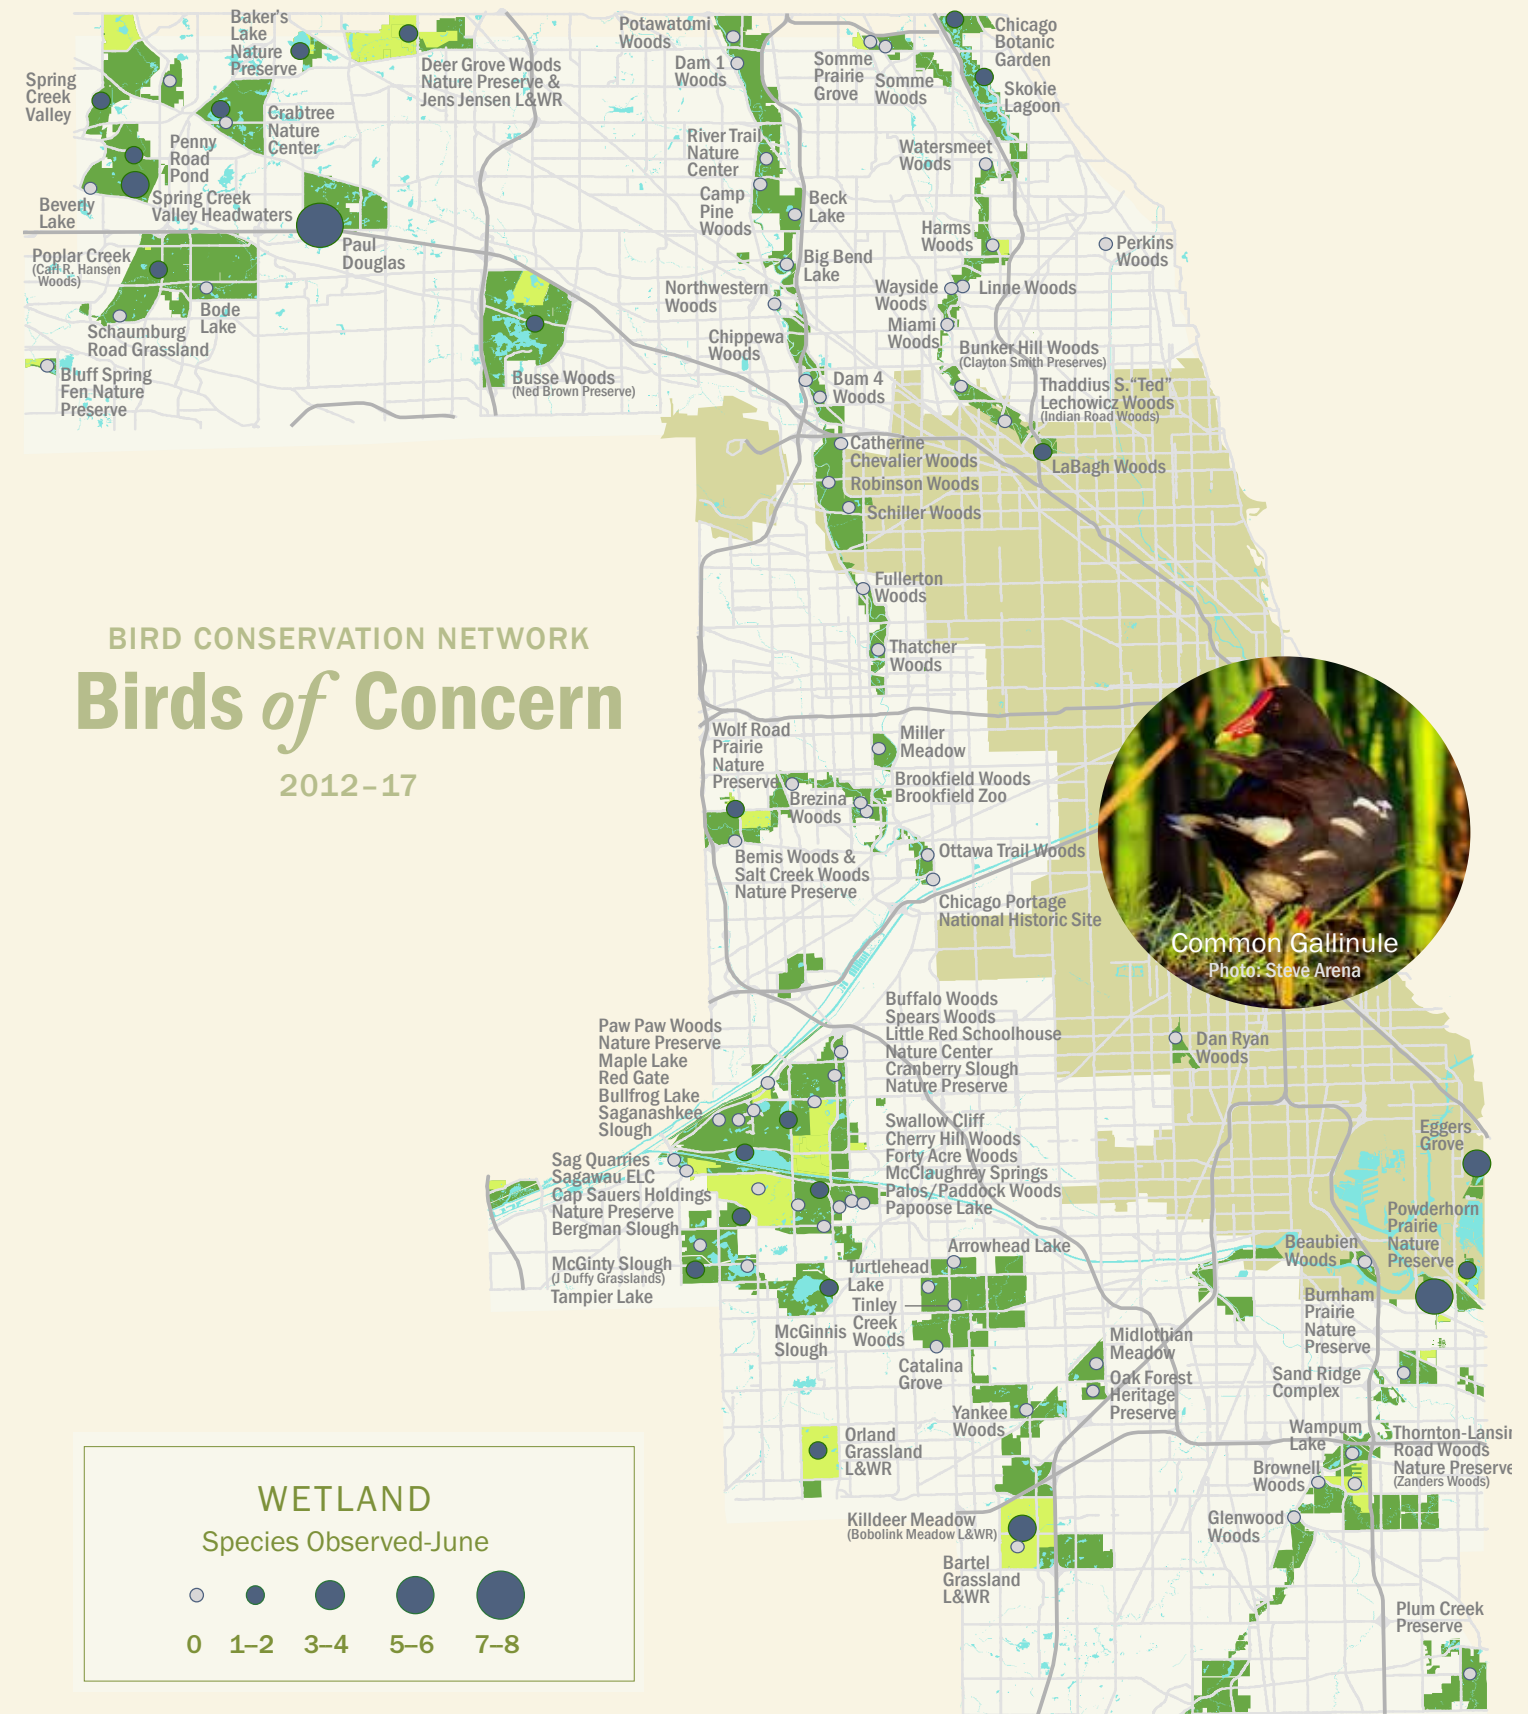 Baker's
Lake
Nature
Preserve
Deer Grove Woods
Nature Preserve &
Jens Jensen L&WR
Spring
Creek
Valley
Crabtree
Nature
Center
Penny
Road
Pond
Beverly
Lake
Spring Creek
Valley Headwaters
Paul
Douglas
Poplar Creek
(Carl R. Hansen
Woods)
Bode
Lake
Schaumburg
Road Grassland
Bluff Spring
Fen Nature
Preserve
Busse Woods
(Ned Brown Preserve)
Potawatomi
Woods
Dam 1
Woods
Somme
Prairie
Grove
Somme
Woods
Chicago
Botanic
Garden
Skokie
Lagoon
River Trail
Nature
Center
Watersmeet
Woods
Camp
Pine
Woods
Beck
Lake
Harms
Woods
Perkins
Woods
Big Bend
Lake
Northwestern
Woods
Wayside
Woods
Linne Woods
Miami
Woods
Chippewa
Woods
Bunker Hill Woods
(Clayton Smith Preserves)
Dam 4
Woods
Thaddius S."Ted"
Lechowicz Woods
(Indian Road Woods)
Catherine
Chevalier Woods
LaBagh Woods
Robinson Woods
Schiller Woods
Fullerton
Woods
Thatcher
Woods
BIRD CONSERVATION NETWORK
Birds of Concern
2012–17
Wolf Road
Prairie
Nature
Preserve
Miller
Meadow
Brookfield Woods
Brookfield Zoo
Brezina
Woods
Bemis Woods &
Salt Creek Woods
Nature Preserve
Ottawa Trail Woods
Chicago Portage
National Historic Site
Common Gallinule
Photo: Steve Arena
Paw Paw Woods
Nature Preserve
Maple Lake
Red Gate
Bullfrog Lake
Saganashkee
Slough
Buffalo Woods
Spears Woods
Little Red Schoolhouse
Nature Center
Cranberry Slough
Nature Preserve
Dan Ryan
Woods
Swallow Cliff
Cherry Hill Woods
Forty Acre Woods
McClaughrey Springs
Palos/Paddock Woods
Papoose Lake
Eggers
Grove
Sag Quarries
Sagawau ELC
Cap Sauers Holdings
Nature Preserve
Bergman Slough
Powderhorn
Prairie
Nature
Preserve
Beaubien
Woods
McGinty Slough
(J Duffy Grasslands)
Tampier Lake
Arrowhead Lake
Turtlehead
Lake
Tinley
Creek
Woods
McGinnis
Slough
Burnham
Prairie
Nature
Preserve
Catalina
Grove
Midlothian
Meadow
Oak Forest
Heritage
Preserve
Sand Ridge
Complex
Yankee
Woods
Orland
Grassland
L&WR
Wampum
Lake
Thornton-Lansin
Road Woods
Nature Preserve
(Zanders Woods)
Brownell
Woods
Glenwood
Woods
Killdeer Meadow
(Bobolink Meadow L&WR)
Bartel
Grassland
L&WR
Plum Creek
Preserve
WETLAND
Species Observed-June
0 1–2 3–4 5–6 7–8